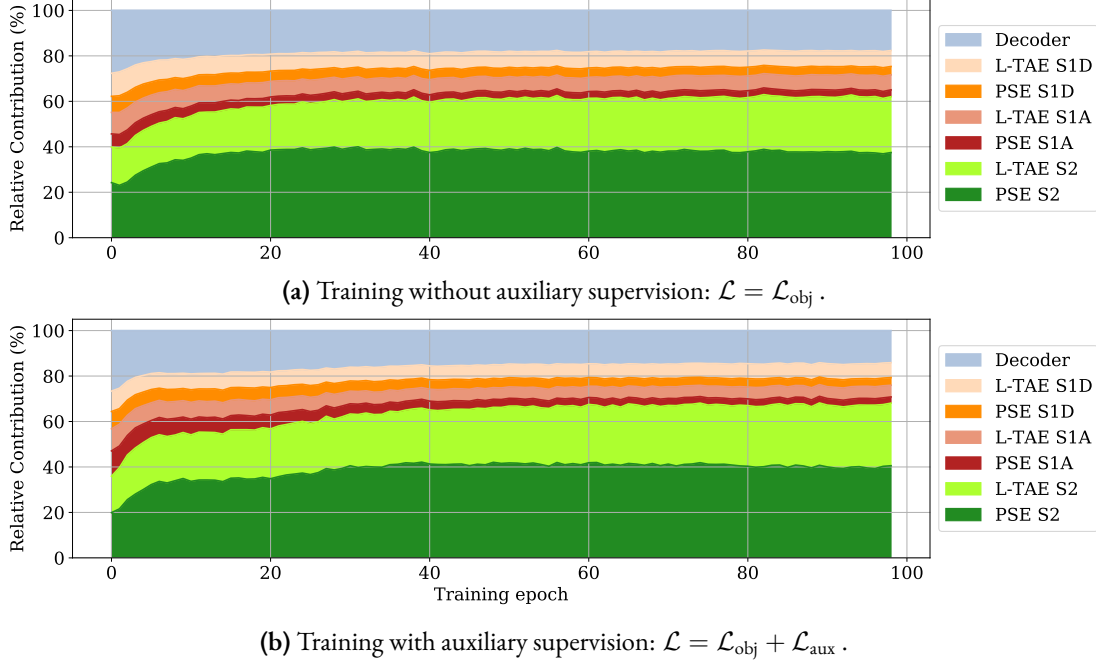 Relative Contribution (%)
100
80
60
40
20
0
0 20 40 60 80 100
Decoder
L-TAE S1D
PSE S1D
L-TAE S1A
PSE S1A
L-TAE S2
PSE S2
(a) Training without auxiliary supervision: ℒ = ℒobj .
Relative Contribution (%)
100
80
60
40
20
0
0 20 40 60 80 100
Training epoch
Decoder
L-TAE S1D
PSE S1D
L-TAE S1A
PSE S1A
L-TAE S2
PSE S2
(b) Training with auxiliary supervision: ℒ = ℒobj + ℒaux .